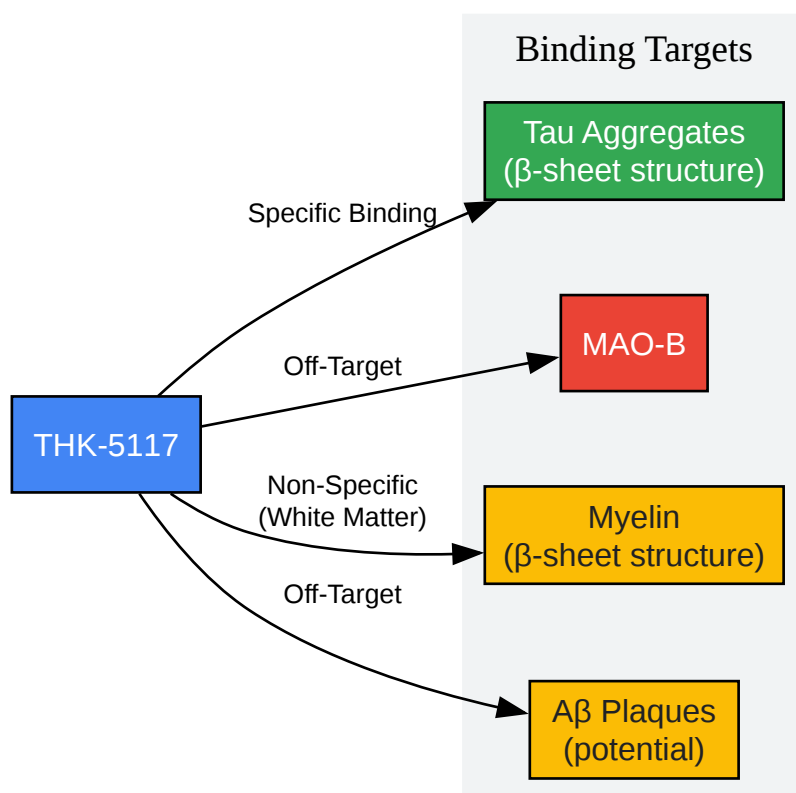 Binding Targets
Tau Aggregates
(β-sheet structure)
Specific Binding
MAO-B
Off-Target
THK-5117
Non-Specific
(White Matter)
Myelin
(β-sheet structure)
Off-Target
Aβ Plaques
(potential)